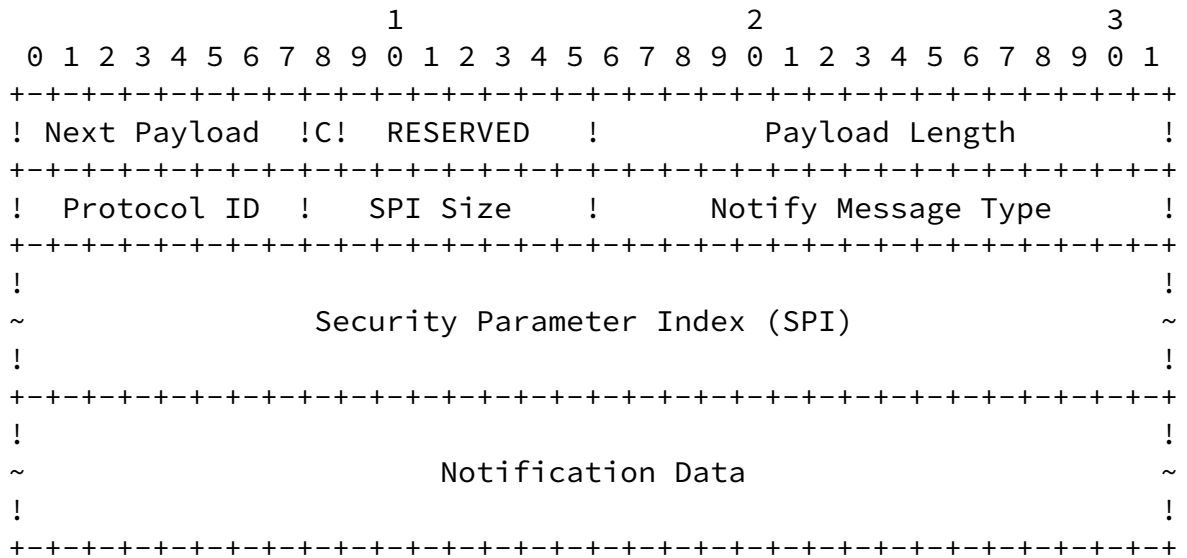 1                   2                   3
 0 1 2 3 4 5 6 7 8 9 0 1 2 3 4 5 6 7 8 9 0 1 2 3 4 5 6 7 8 9 0 1
+-+-+-+-+-+-+-+-+-+-+-+-+-+-+-+-+-+-+-+-+-+-+-+-+-+-+-+-+-+-+-+-+
! Next Payload  !C!  RESERVED   !         Payload Length        !
+-+-+-+-+-+-+-+-+-+-+-+-+-+-+-+-+-+-+-+-+-+-+-+-+-+-+-+-+-+-+-+-+
!  Protocol ID  !   SPI Size    !      Notify Message Type      !
+-+-+-+-+-+-+-+-+-+-+-+-+-+-+-+-+-+-+-+-+-+-+-+-+-+-+-+-+-+-+-+-+
!                                                               !
~                Security Parameter Index (SPI)                 ~
!                                                               !
+-+-+-+-+-+-+-+-+-+-+-+-+-+-+-+-+-+-+-+-+-+-+-+-+-+-+-+-+-+-+-+-+
!                                                               !
~                       Notification Data                       ~
!                                                               !
+-+-+-+-+-+-+-+-+-+-+-+-+-+-+-+-+-+-+-+-+-+-+-+-+-+-+-+-+-+-+-+-+